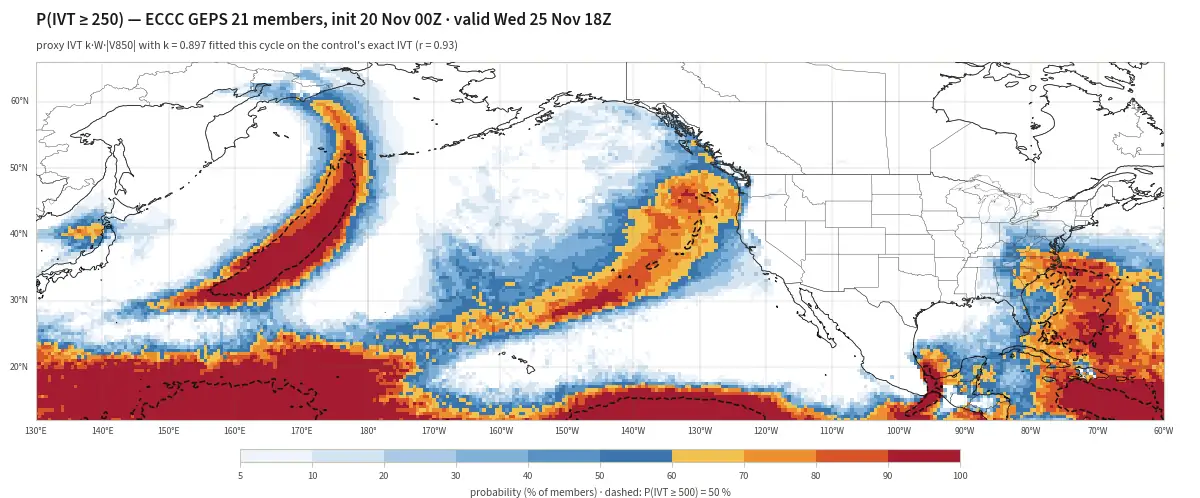 P(IVT ≥ 250) — ECCC GEPS 21 members, init 20 Nov 00Z · valid Wed 25 Nov 18Z
proxy IVT k·W·|V850| with k = 0.897 fitted this cycle on the control's exact IVT (r = 0.93)
60°N
50°N
40°N
30°N
20°N
130°E 140°E 150°E 160°E 170°E 180° 170°W 160°W 150°W 140°W 130°W 120°W 110°W 100°W 90°W 80°W 70°W 60°W
5 10 20 30 40 50 60 70 80 90 100
probability (% of members) · dashed: P(IVT ≥ 500) = 50 %